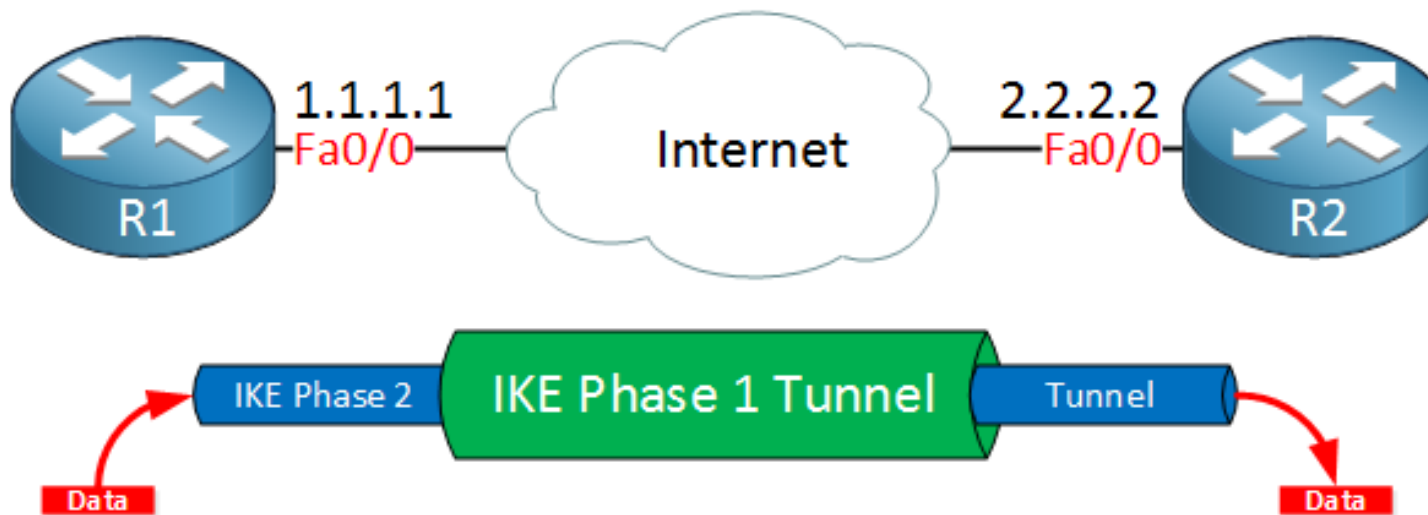 1.1.1.1
Fa0/0
Internet
2.2.2.2
Fa0/0
R1
R2
IKE Phase 2
IKE Phase 1 Tunnel
Tunnel
Data
Data